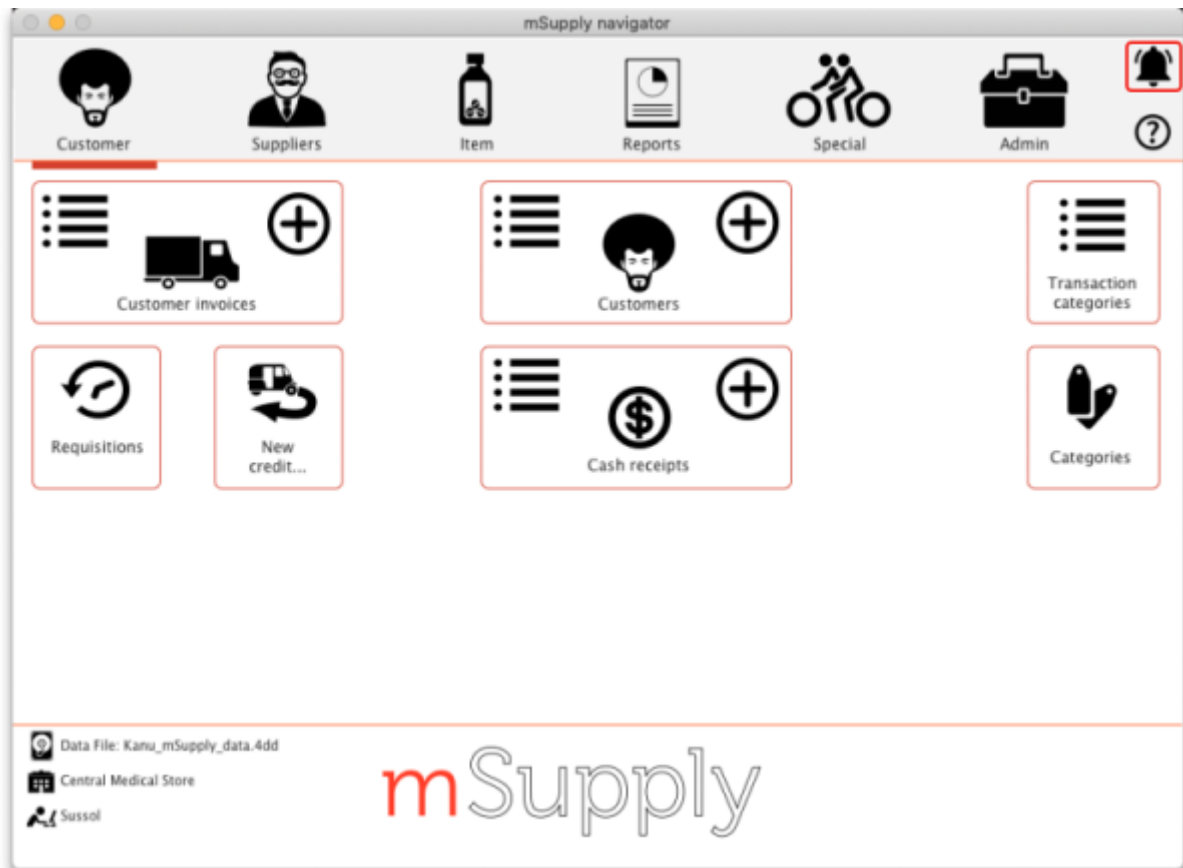 mSupply navigator
Customer
Suppliers
Item
Reports
Special
Admin
?
Customer invoices
Customers
Transaction
categories
Requisitions
New
credit...
$
Cash receipts
Categories
Data File: Kanu_mSupply_data.4dd
Central Medical Store
Sussol
mSupply